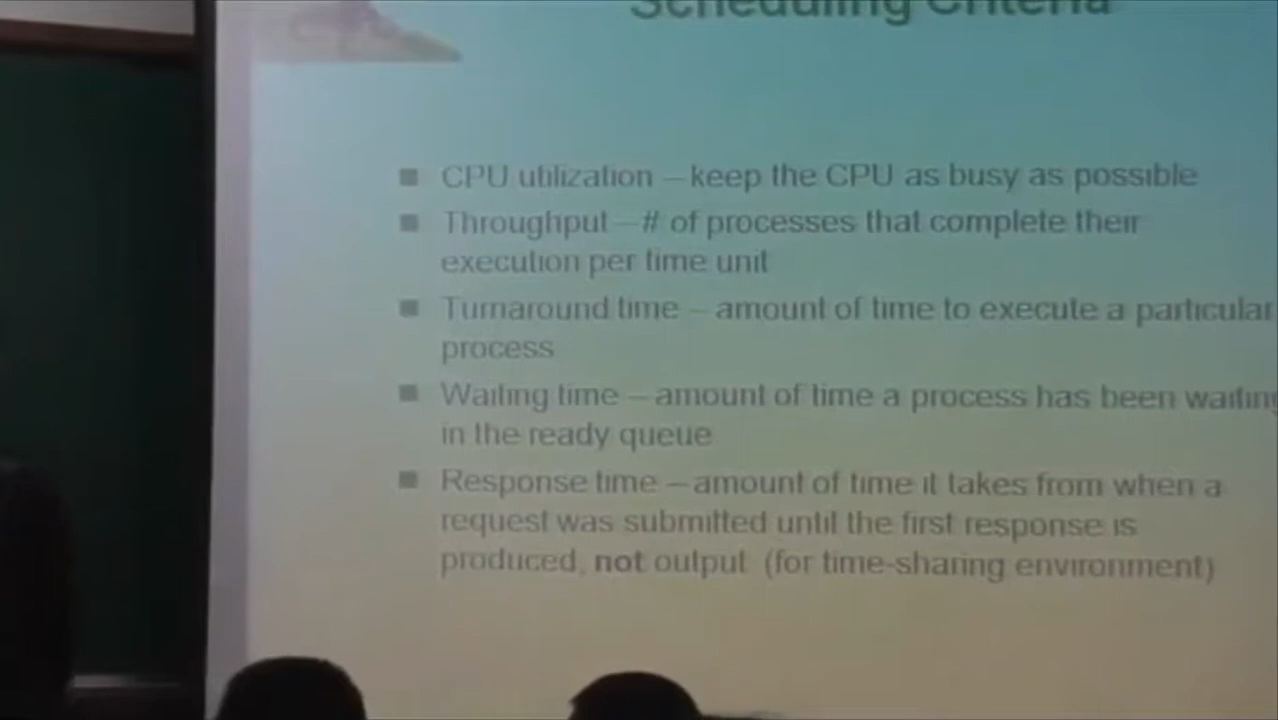 Scheduling Criteria
CPU utilization – keep the CPU as busy as possible
Throughput – # of processes that complete their
execution per time unit
Turnaround time – amount of time to execute a particular
process
Waiting time – amount of time a process has been waiting
in the ready queue
Response time – amount of time it takes from when a
request was submitted until the first response is
produced, not output (for time-sharing environment)